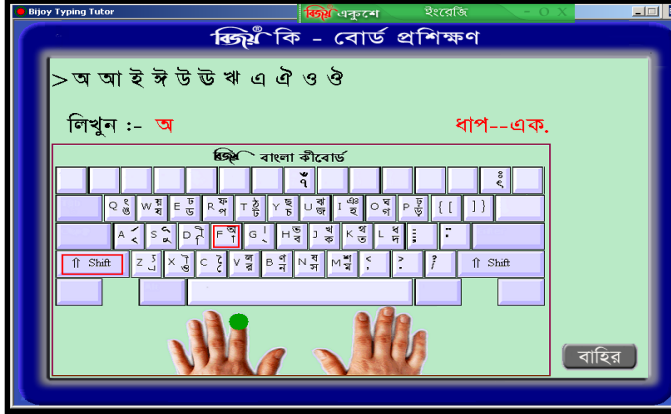 Bijoy Typing Tutor
বিজয় একুশে ইংরেজি - O X
বিজয় কি - বোর্ড প্রশিক্ষণ
>অ আ ই ঈ উ ঊ ঋ এ ঐ ও ঔ
লিখুন :- অ ধাপ--এক.
বিজয় বাংলা কীবোর্ড
Q W E R T Y U I O P { [ ] }
A S D F G H J K L
Shift Z X C V B N M Shift
বাহির